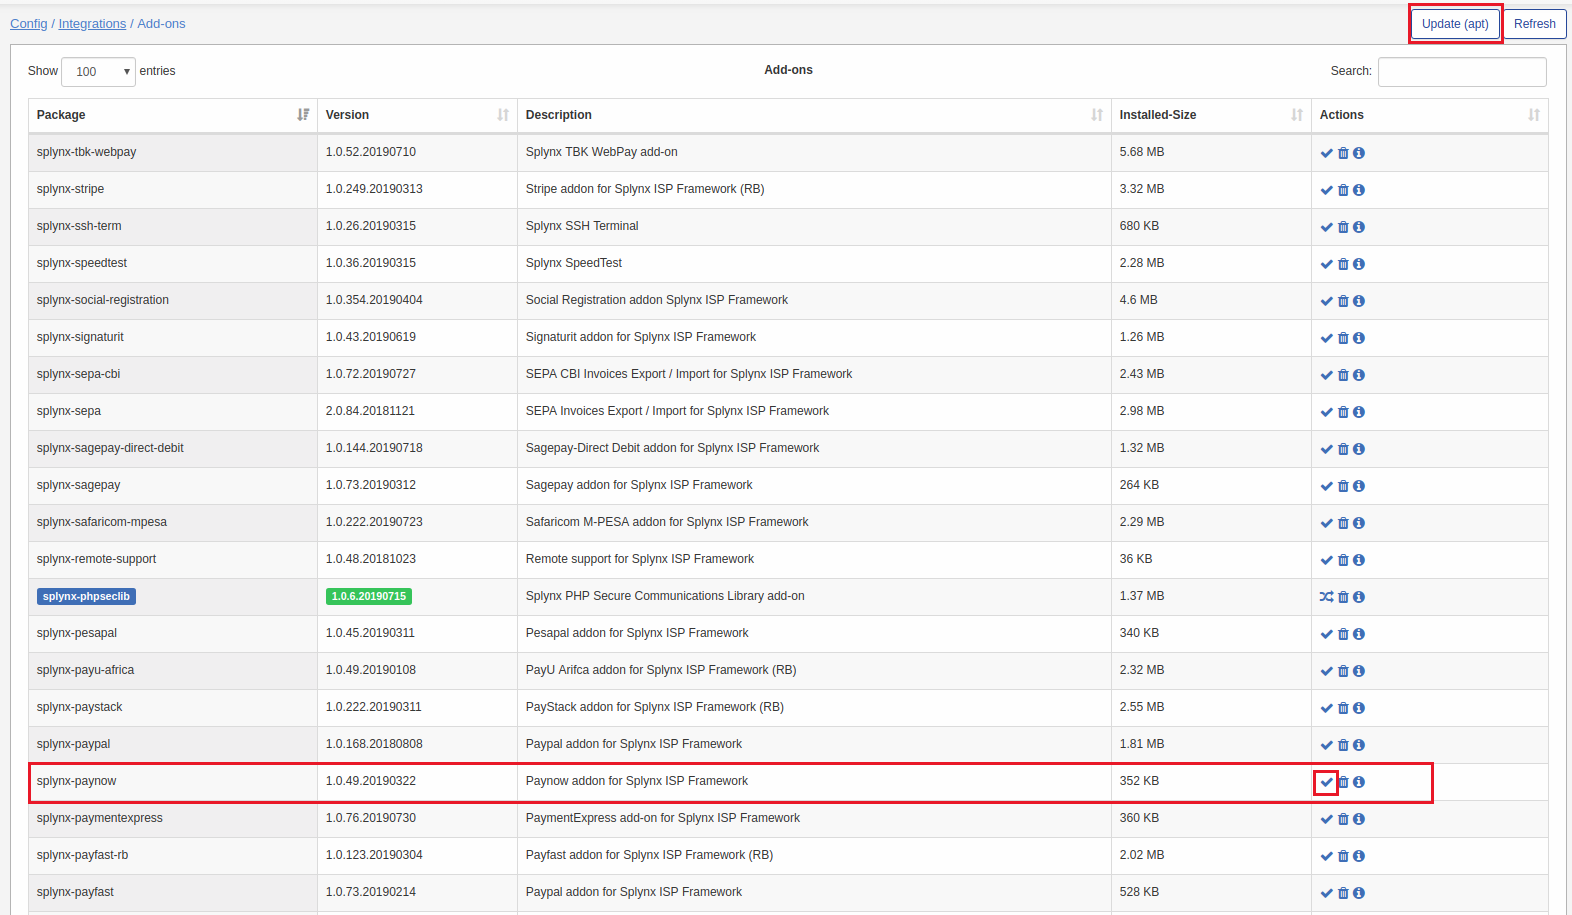 Config / Integrations / Add-ons
Update (apt) Refresh
Show 100 entries Add-ons Search:
Package Version Description Installed-Size Actions
splynx-tbk-webpay 1.0.52.20190710 Splynx TBK WebPay add-on 5.68 MB
splynx-stripe 1.0.249.20190313 Stripe addon for Splynx ISP Framework (RB) 3.32 MB
splynx-ssh-term 1.0.26.20190315 Splynx SSH Terminal 680 KB
splynx-speedtest 1.0.36.20190315 Splynx SpeedTest 2.28 MB
splynx-social-registration 1.0.354.20190404 Social Registration addon Splynx ISP Framework 4.6 MB
splynx-signaturit 1.0.43.20190619 Signaturit addon for Splynx ISP Framework 1.26 MB
splynx-sepa-cbi 1.0.72.20190727 SEPA CBI Invoices Export / Import for Splynx ISP Framework 2.43 MB
splynx-sepa 2.0.84.20181121 SEPA Invoices Export / Import for Splynx ISP Framework 2.98 MB
splynx-sagepay-direct-debit 1.0.144.20190718 Sagepay-Direct Debit addon for Splynx ISP Framework 1.32 MB
splynx-sagepay 1.0.73.20190312 Sagepay addon for Splynx ISP Framework 264 KB
splynx-safaricom-mpesa 1.0.222.20190723 Safaricom M-PESA addon for Splynx ISP Framework 2.29 MB
splynx-remote-support 1.0.48.20181023 Remote support for Splynx ISP Framework 36 KB
splynx-phpseclib 1.0.6.20190715 Splynx PHP Secure Communications Library add-on 1.37 MB
splynx-pesapal 1.0.45.20190311 Pesapal addon for Splynx ISP Framework 340 KB
splynx-payu-africa 1.0.49.20190108 PayU Arifca addon for Splynx ISP Framework (RB) 2.32 MB
splynx-paystack 1.0.222.20190311 PayStack addon for Splynx ISP Framework (RB) 2.55 MB
splynx-paypal 1.0.168.20180808 Paypal addon for Splynx ISP Framework 1.81 MB
splynx-paynow 1.0.49.20190322 Paynow addon for Splynx ISP Framework 352 KB
splynx-paymentexpress 1.0.76.20190730 PaymentExpress add-on for Splynx ISP Framework 360 KB
splynx-payfast-rb 1.0.123.20190304 Payfast addon for Splynx ISP Framework (RB) 2.02 MB
splynx-payfast 1.0.73.20190214 Paypal addon for Splynx ISP Framework 528 KB